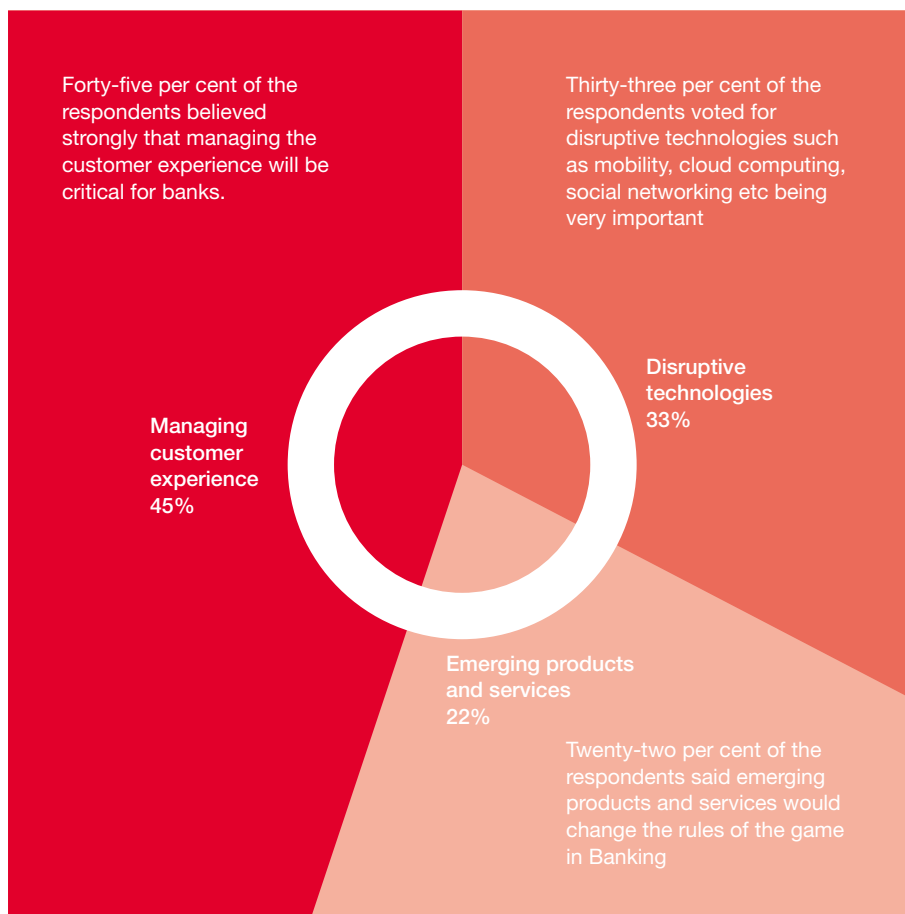 Forty-five per cent of the
respondents believed
strongly that managing the
customer experience will be
critical for banks.
Thirty-three per cent of the
respondents voted for
disruptive technologies such
as mobility, cloud computing,
social networking etc being
very important
Disruptive
technologies
33%
Managing
customer
experience
45%
Emerging products
and services
22%
Twenty-two per cent of the
respondents said emerging
products and services would
change the rules of the game
in Banking